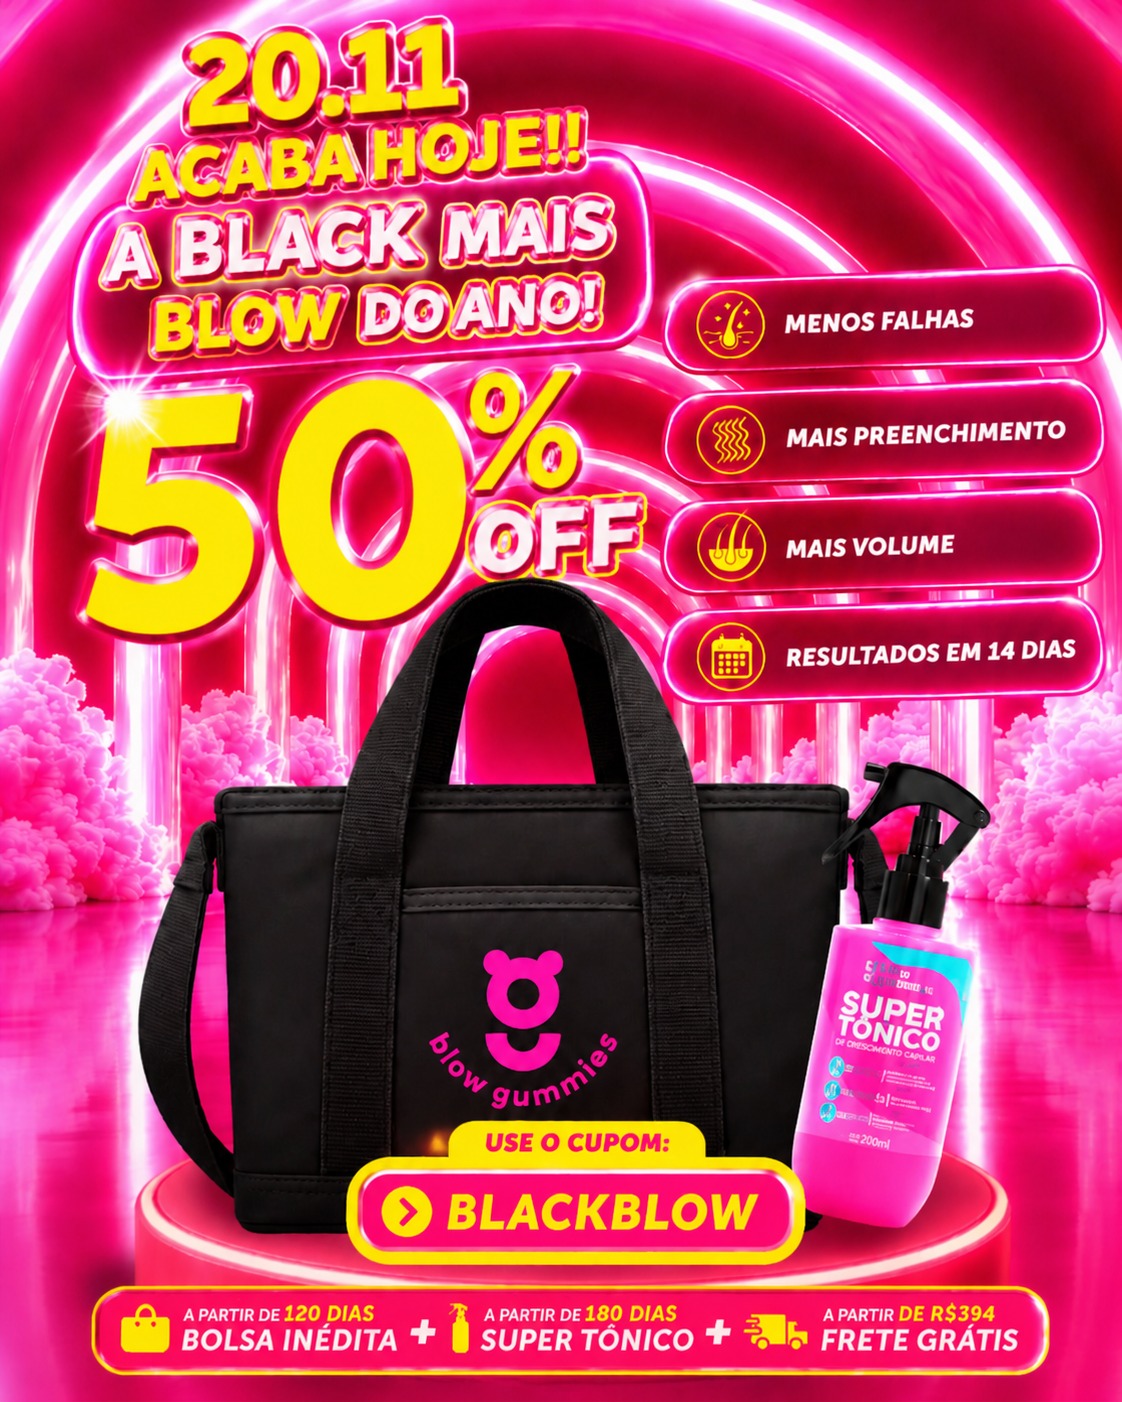 20.11
ACABA HOJE!!
A BLACK MAIS
BLOW DO ANO!
50%
OFF
MENOS FALHAS
MAIS PREENCHIMENTO
MAIS VOLUME
RESULTADOS EM 14 DIAS
blow gummies
SUPER
TÔNICO
DE CRESCIMENTO CAPILAR
200ml
USE O CUPOM:
BLACKBLOW
A PARTIR DE 120 DIAS
BOLSA INÉDITA
+
A PARTIR DE 180 DIAS
SUPER TÔNICO
+
A PARTIR DE R$394
FRETE GRÁTIS